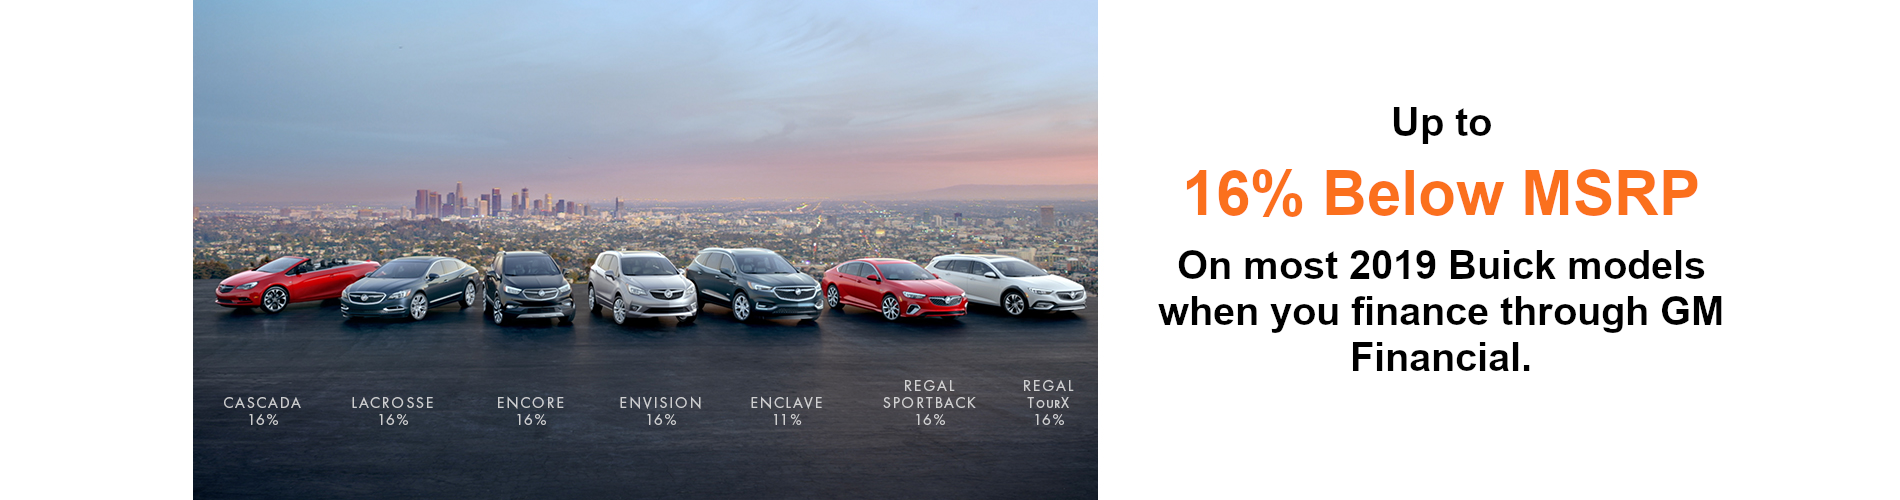 Up to
16% Below MSRP
On most 2019 Buick models
when you finance through GM
Financial.
CASCADA
16%
LACROSSE
16%
ENCORE
16%
ENVISION
16%
ENCLAVE
11%
REGAL
SPORTBACK
16%
REGAL
TOURX
16%